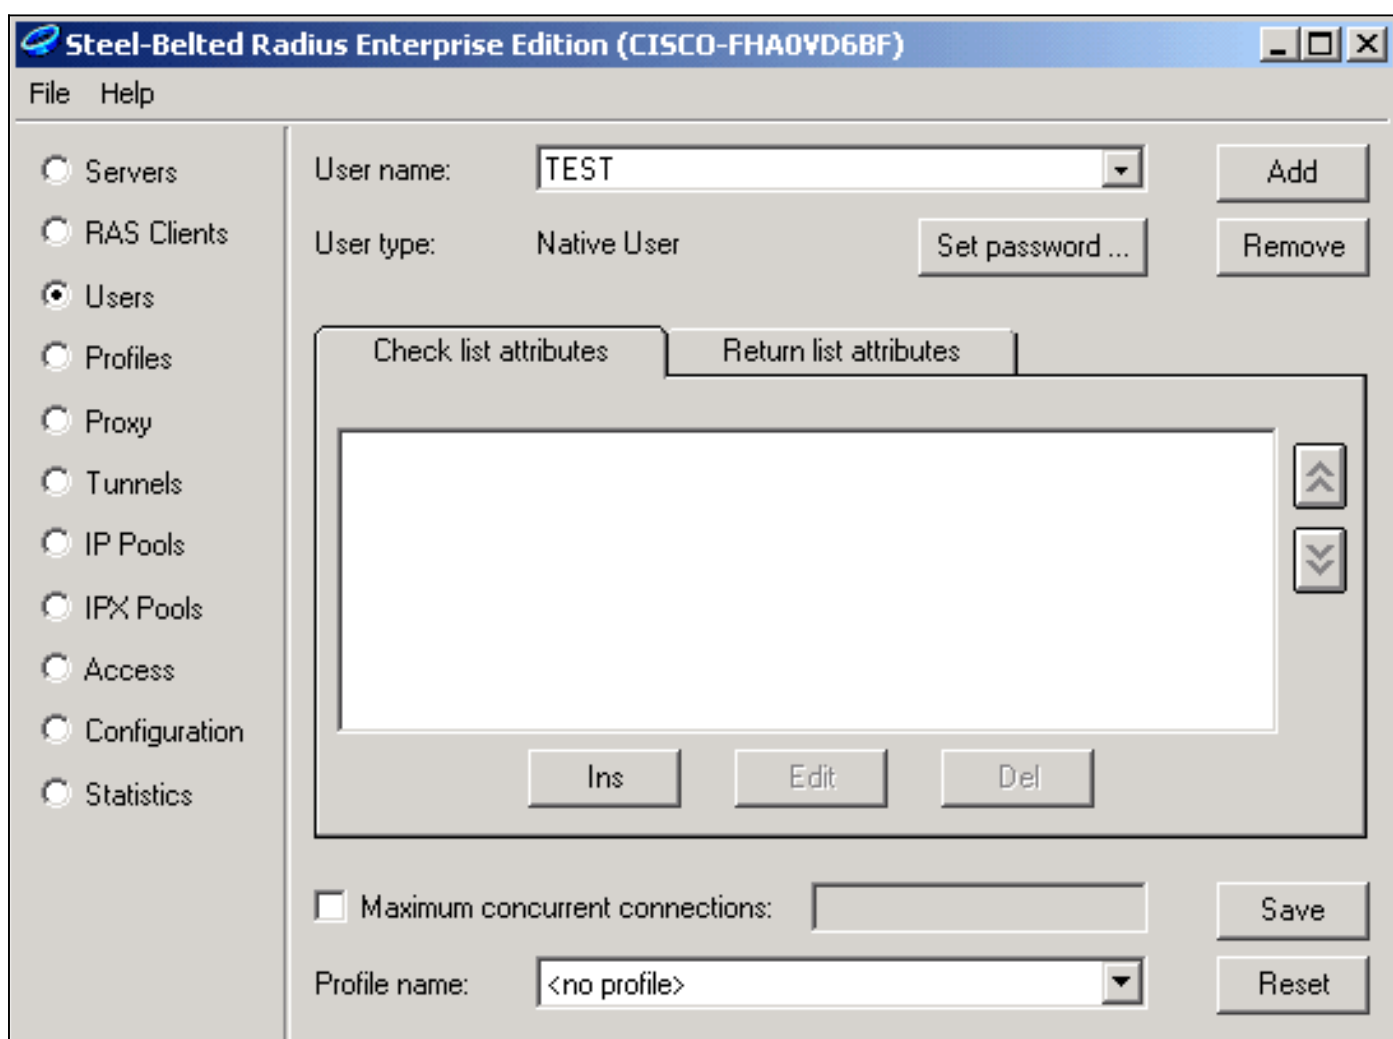 Steel-Belted Radius Enterprise Edition (CISCO-FHA0VD6BF)
File Help
Servers
RAS Clients
Users
Profiles
Proxy
Tunnels
IP Pools
IPX Pools
Access
Configuration
Statistics
User name: TEST Add
User type: Native User Set password ... Remove
Check list attributes Return list attributes
Ins Edit Del
Maximum concurrent connections: Save
Profile name: <no profile> Reset